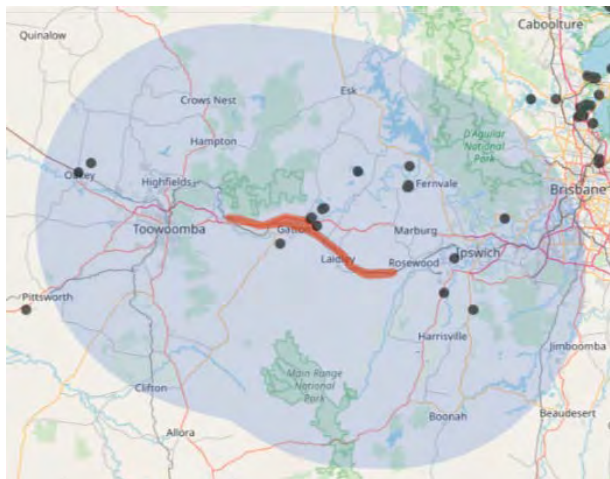 Caboolture
Quinalow
Esk
Crows Nest
D'Aguilar
National
Park
Hampton
Oakey
Highfields
Fernvale
Brisbane
Toowoomba
Gatton
Marburg
Ipswich
Laidley
Rosewood
Pittsworth
Harrisville
Jimboomba
Main Range
National
Park
Clifton
Boonah
Beaudesert
Allora